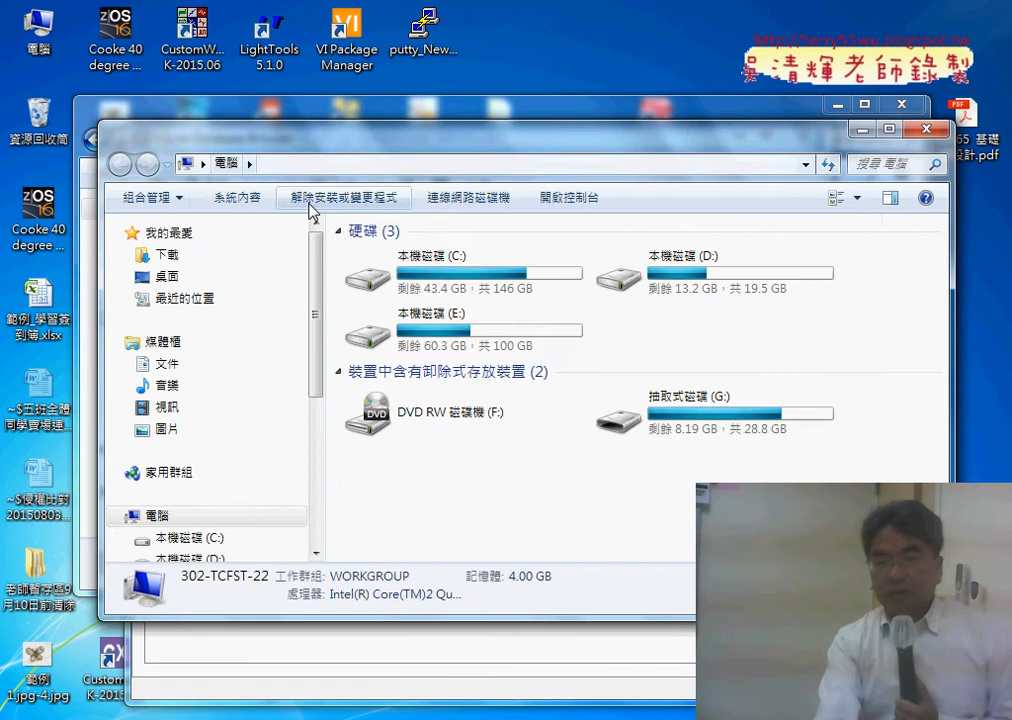 電腦
Cooke 40
degree ...
CustomW...
K-2015.06
LightTools
5.1.0
VI Package
Manager
putty_New...
http://terry55wu.blogspot.tw
吳清輝老師錄製
資源回收筒
Cooke 40
degree ...
範例_學習簽
到簿.xlsx
~$五班全體
同學賣場連...
~$侵權比對
20150803...
老師暫存區9
月10日前清除
範例
1.jpg-4.jpg
Custom
K-201
65 基礎
設計.pdf
電腦
搜尋 電腦
組合管理
系統內容
解除安裝或變更程式
連線網路磁碟機
開啟控制台
我的最愛
下載
桌面
最近的位置
媒體櫃
文件
音樂
視訊
圖片
家用群組
電腦
本機磁碟 (C:)
本機磁碟 (D:)
硬碟 (3)
本機磁碟 (C:)
剩餘 43.4 GB，共 146 GB
本機磁碟 (D:)
剩餘 13.2 GB，共 19.5 GB
本機磁碟 (E:)
剩餘 60.3 GB，共 100 GB
裝置中含有卸除式存放裝置 (2)
DVD RW 磁碟機 (F:)
抽取式磁碟 (G:)
剩餘 8.19 GB，共 28.8 GB
302-TCFST-22 工作群組: WORKGROUP 記憶體: 4.00 GB
處理器: Intel(R) Core(TM)2 Qu...